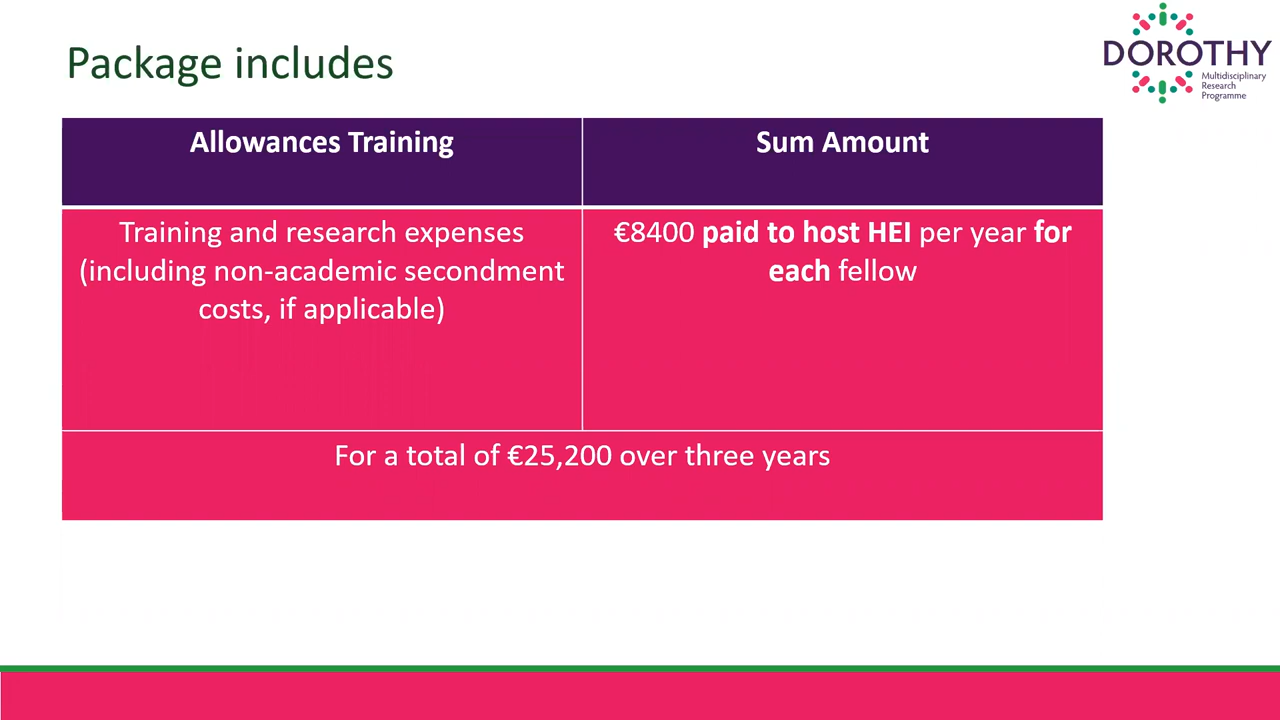 Package includes
DOROTHY
Multidisciplinary
Research
Programme
Allowances Training
Sum Amount
Training and research expenses
(including non-academic secondment
costs, if applicable)
€8400 paid to host HEI per year for
each fellow
For a total of €25,200 over three years